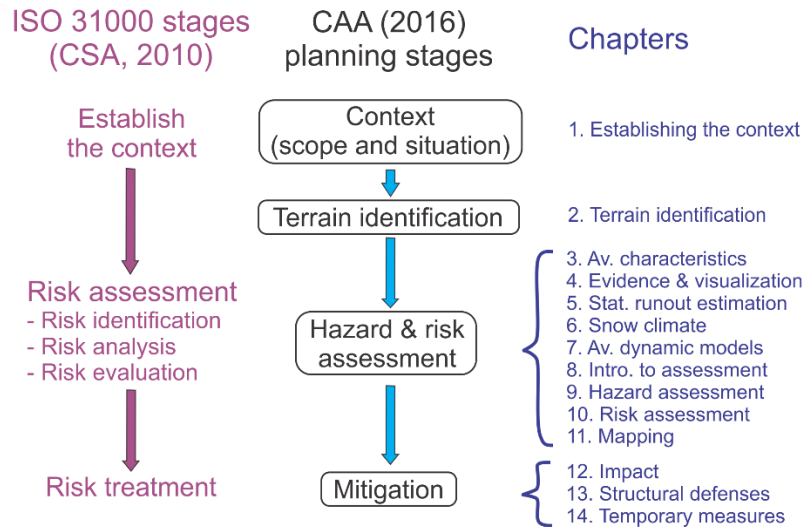 ISO 31000 stages
(CSA, 2010)
Establish
the context
Risk assessment
- Risk identification
- Risk analysis
- Risk evaluation
Risk treatment
CAA (2016)
planning stages
Context
(scope and situation)
Terrain identification
Hazard & risk
assessment
Mitigation
Chapters
1. Establishing the context
2. Terrain identification
3. Av. characteristics
4. Evidence & visualization
5. Stat. runout estimation
6. Snow climate
7. Av. dynamic models
8. Intro. to assessment
9. Hazard assessment
10. Risk assessment
11. Mapping
12. Impact
13. Structural defenses
14. Temporary measures